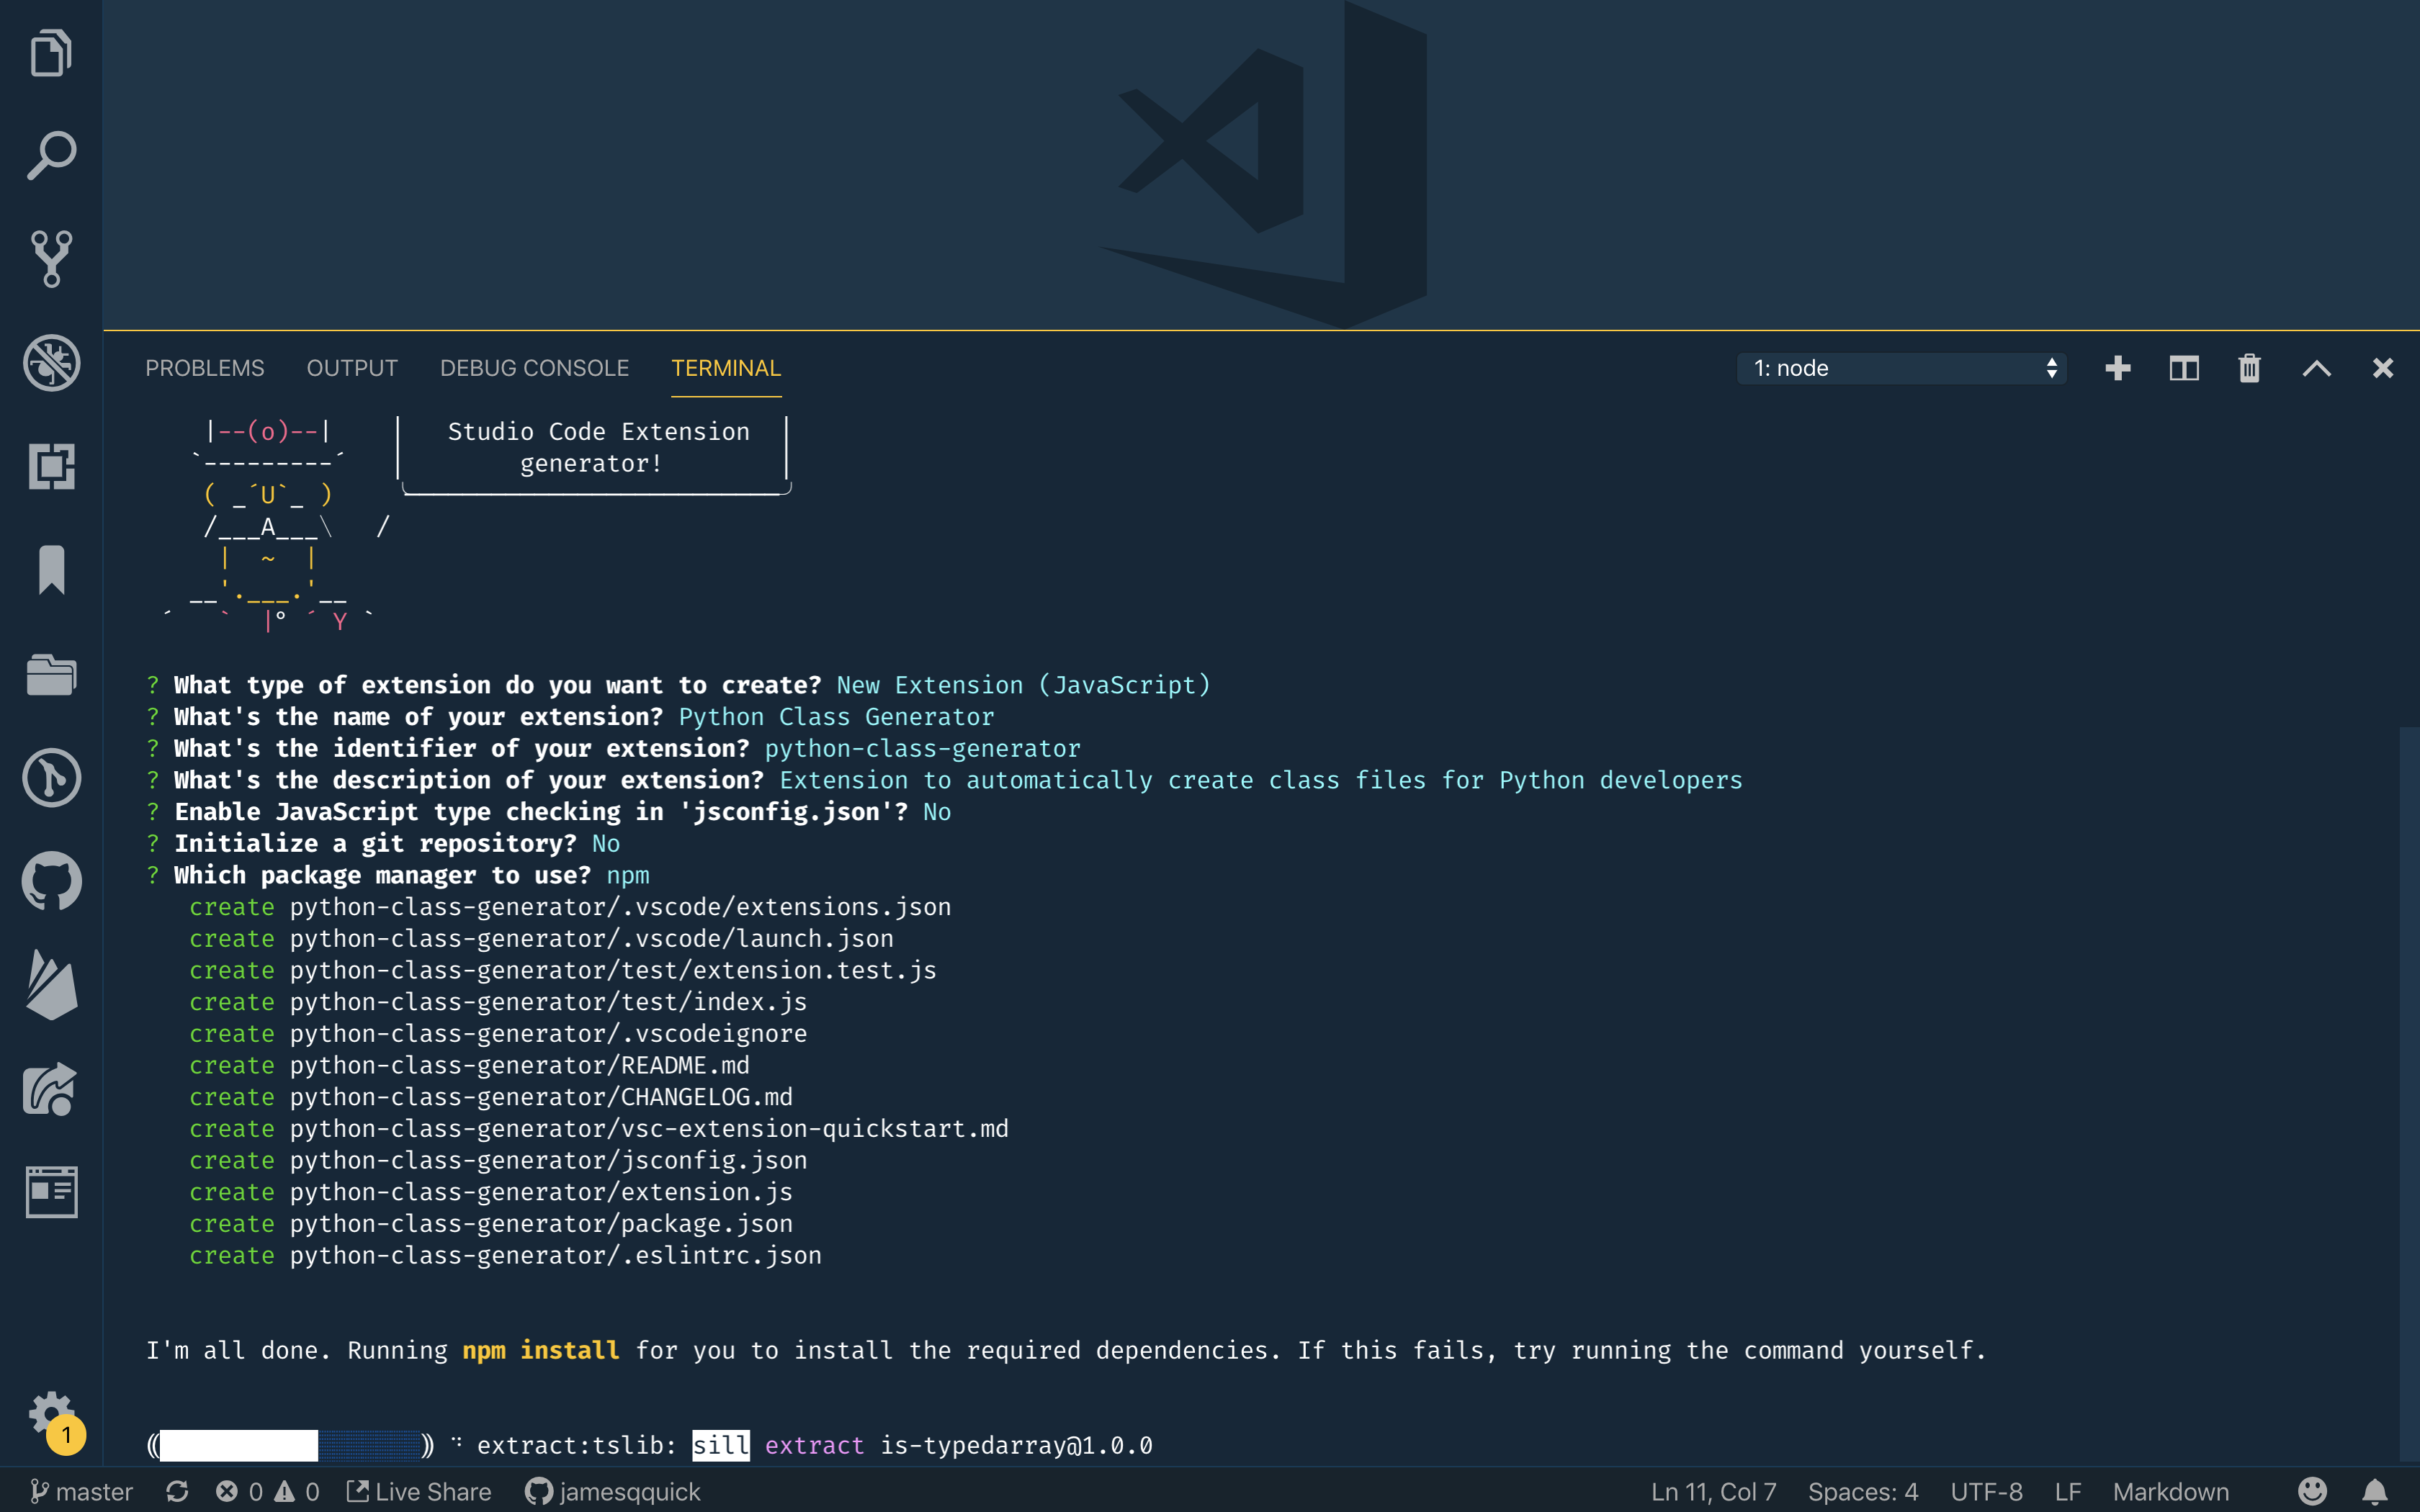 PROBLEMS OUTPUT DEBUG CONSOLE TERMINAL 1: node
|--(o)--| │ Studio Code Extension │
`---------´ │ generator! │
( _´U`_ ) ╰──────────────────────────╯
/___A___\ /
| ~ |
__'.___.'__
´ ` |° ´ Y `
? What type of extension do you want to create? New Extension (JavaScript)
? What's the name of your extension? Python Class Generator
? What's the identifier of your extension? python-class-generator
? What's the description of your extension? Extension to automatically create class files for Python developers
? Enable JavaScript type checking in 'jsconfig.json'? No
? Initialize a git repository? No
? Which package manager to use? npm
create python-class-generator/.vscode/extensions.json
create python-class-generator/.vscode/launch.json
create python-class-generator/test/extension.test.js
create python-class-generator/test/index.js
create python-class-generator/.vscodeignore
create python-class-generator/README.md
create python-class-generator/CHANGELOG.md
create python-class-generator/vsc-extension-quickstart.md
create python-class-generator/jsconfig.json
create python-class-generator/extension.js
create python-class-generator/package.json
create python-class-generator/.eslintrc.json
I'm all done. Running npm install for you to install the required dependencies. If this fails, try running the command yourself.
1
extract:tslib: sill extract is-typedarray@1.0.0
master 0 0 Live Share jamesqquick Ln 11, Col 7 Spaces: 4 UTF-8 LF Markdown